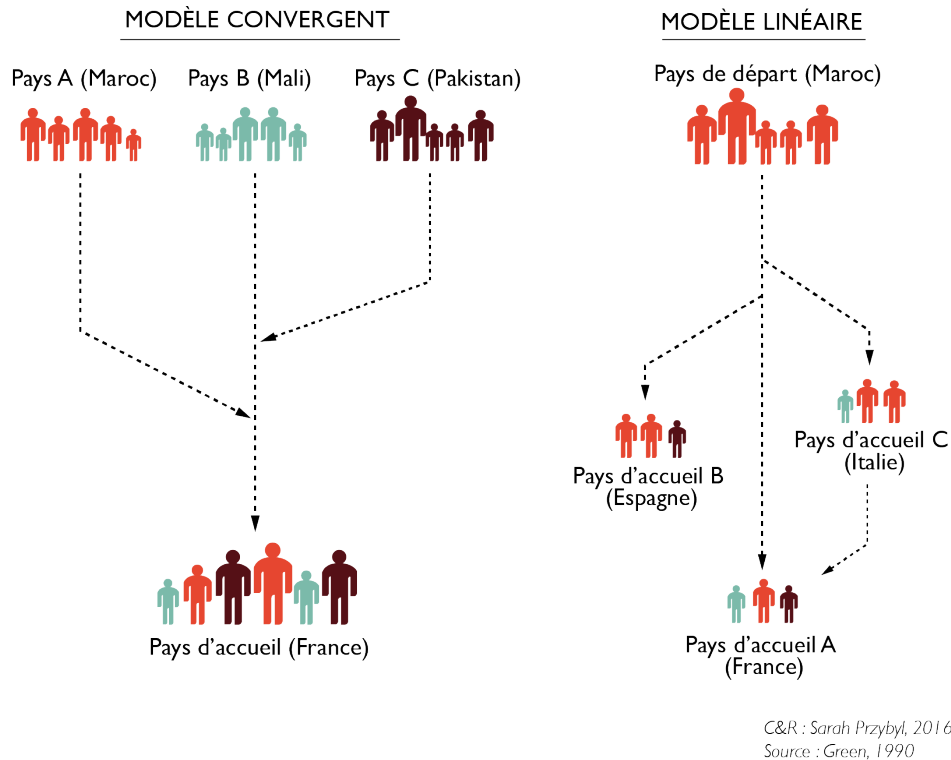 MODÈLE CONVERGENT
Pays A (Maroc)
Pays B (Mali)
Pays C (Pakistan)
Pays d'accueil (France)
MODÈLE LINÉAIRE
Pays de départ (Maroc)
Pays d'accueil B
(Espagne)
Pays d'accueil C
(Italie)
Pays d'accueil A
(France)
C&R : Sarah Przybyl, 2016
Source : Green, 1990